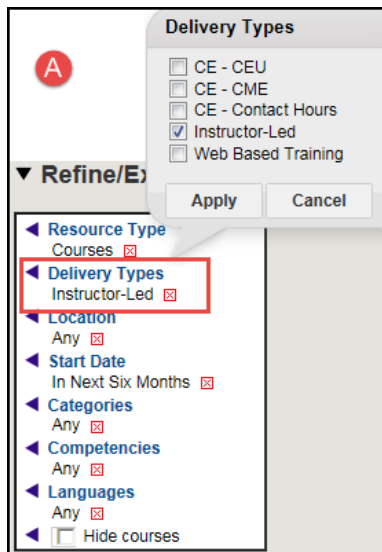 Delivery Types
A
CE - CEU
CE - CME
CE - Contact Hours
Instructor-Led
Web Based Training
Apply Cancel
Refine/
Resource Type
Courses
Delivery Types
Instructor-Led
Location
Any
Start Date
In Next Six Months
Categories
Any
Competencies
Any
Languages
Any
Hide courses